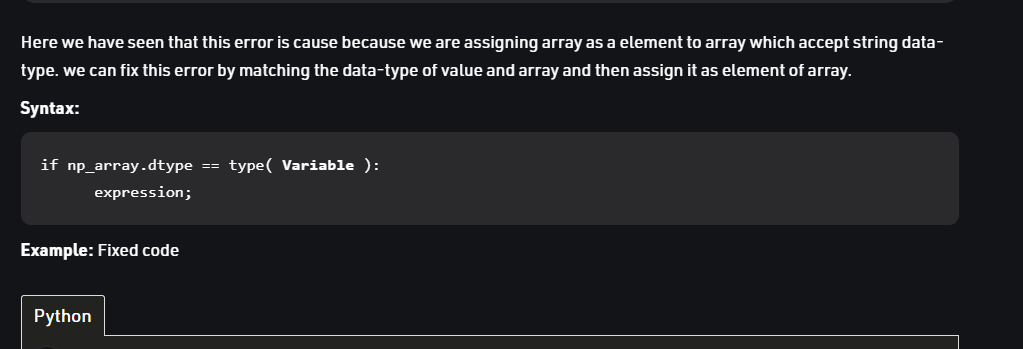 Here we have seen that this error is cause because we are assigning array as a element to array which accept string data-
type. we can fix this error by matching the data-type of value and array and then assign it as element of array.
Syntax:
if np_array.dtype == type( Variable ):
      expression;
Example: Fixed code
Python